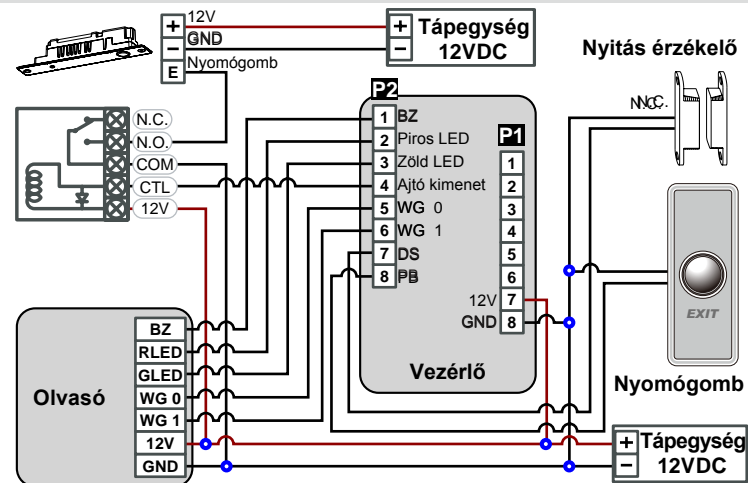 + 12V
− GND
E Nyomógomb
+ Tápegység
− 12VDC
Nyitás érzékelő
N.C.
N.C.
N.O.
COM
CTL
12V
P2
1 BZ
2 Piros LED
3 Zöld LED
4 Ajtó kimenet
5 WG 0
6 WG 1
7 DS
8 PB
P1
1
2
3
4
5
6
12V 7
GND 8
Vezérlő
EXIT
Nyomógomb
Olvasó
BZ
RLED
GLED
WG 0
WG 1
12V
GND
+ Tápegység
− 12VDC